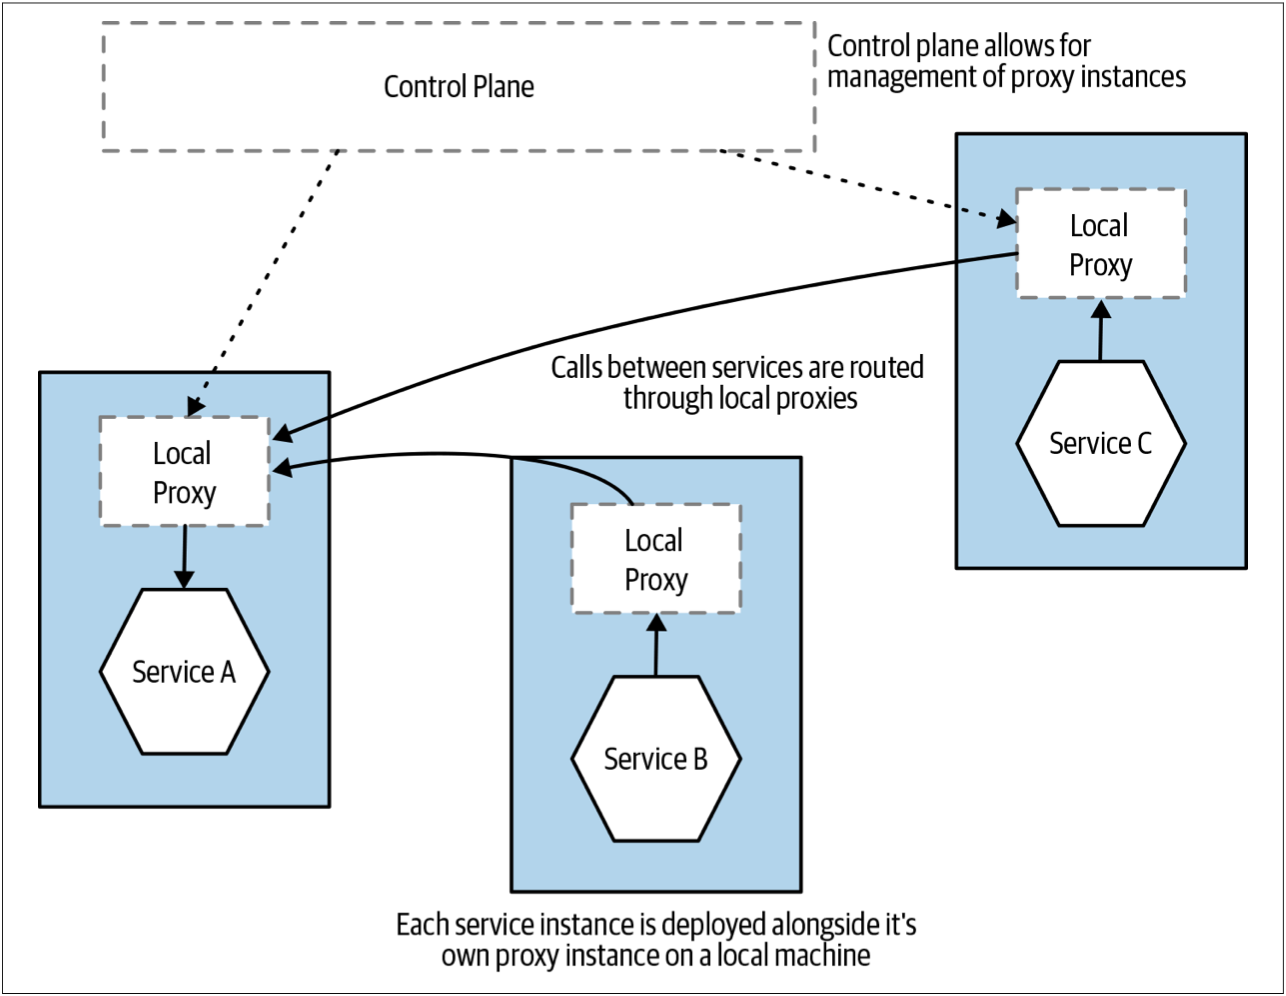 Control Plane
Control plane allows for
management of proxy instances
Local
Proxy
Service C
Calls between services are routed
through local proxies
Local
Proxy
Service A
Local
Proxy
Service B
Each service instance is deployed alongside it's
own proxy instance on a local machine